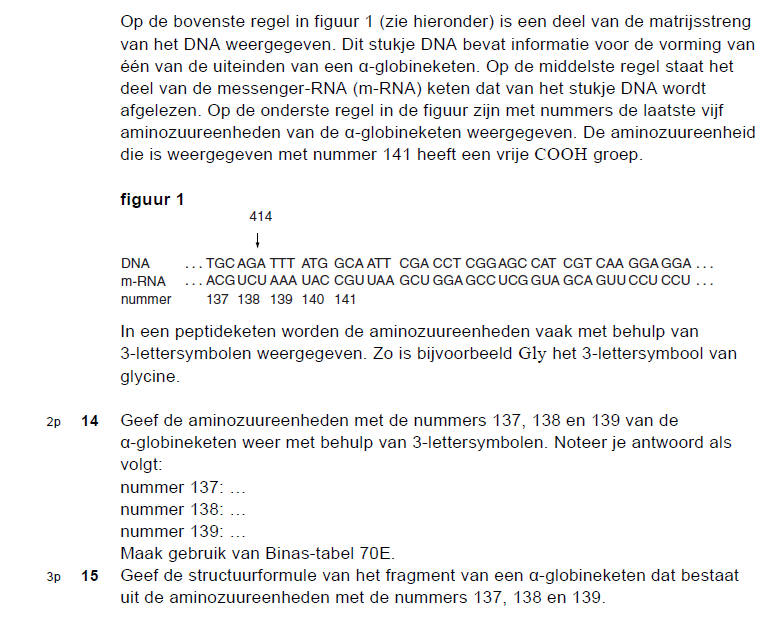 Op de bovenste regel in figuur 1 (zie hieronder) is een deel van de matrijsstreng
van het DNA weergegeven. Dit stukje DNA bevat informatie voor de vorming van
één van de uiteinden van een α-globineketen. Op de middelste regel staat het
deel van de messenger-RNA (m-RNA) keten dat van het stukje DNA wordt
afgelezen. Op de onderste regel in de figuur zijn met nummers de laatste vijf
aminozuureenheden van de α-globineketen weergegeven. De aminozuureenheid
die is weergegeven met nummer 141 heeft een vrije COOH groep.
figuur 1
414
DNA ... TGC AGA TTT ATG GCA ATT CGA CCT CGG AGC CAT CGT CAA GGA GGA ...
m-RNA ... ACG UCU AAA UAC CGU UAA GCU GGA GCC UCG GUA GCA GUU CCU CCU ...
nummer 137 138 139 140 141
In een peptideketen worden de aminozuureenheden vaak met behulp van
3-lettersymbolen weergegeven. Zo is bijvoorbeeld Gly het 3-lettersymbool van
glycine.
2p 14 Geef de aminozuureenheden met de nummers 137, 138 en 139 van de
α-globineketen weer met behulp van 3-lettersymbolen. Noteer je antwoord als
volgt:
nummer 137: ...
nummer 138: ...
nummer 139: ...
Maak gebruik van Binas-tabel 70E.
3p 15 Geef de structuurformule van het fragment van een α-globineketen dat bestaat
uit de aminozuureenheden met de nummers 137, 138 en 139.